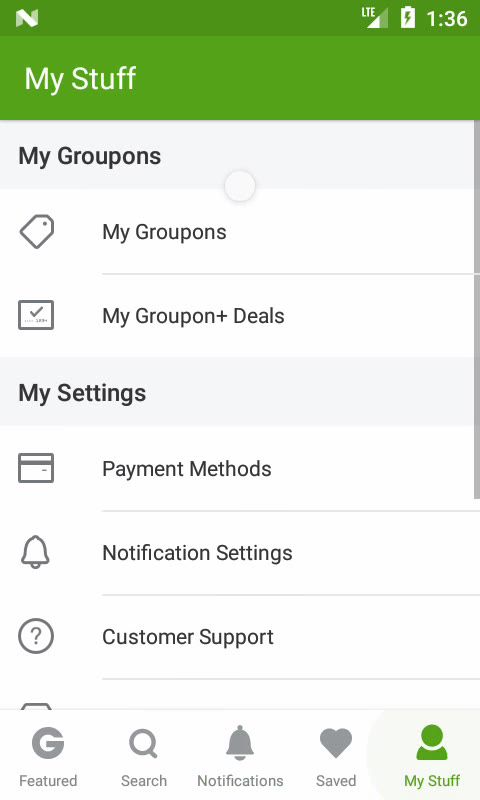 LTE 1:36
My Stuff
My Groupons
My Groupons
My Groupon+ Deals
My Settings
Payment Methods
Notification Settings
? Customer Support
G
Featured Search Notifications Saved My Stuff